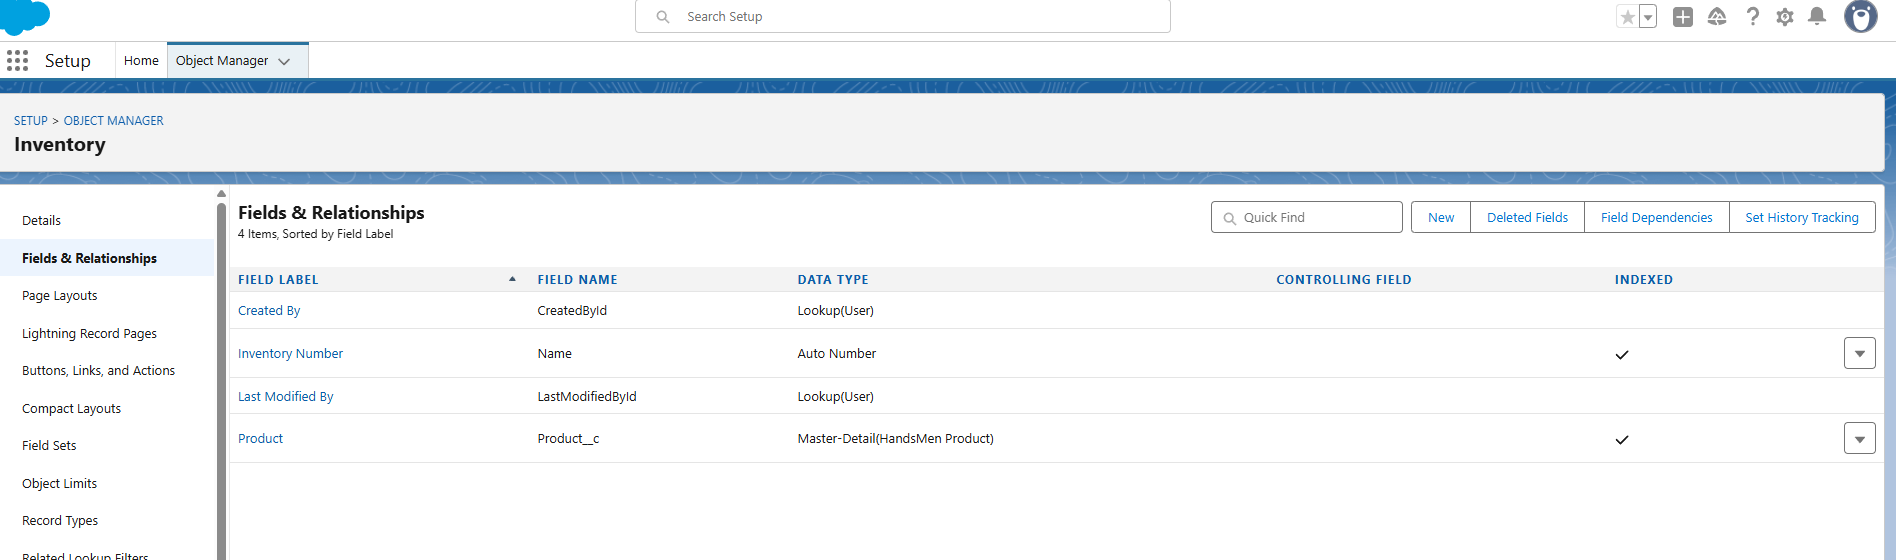 Search Setup
Setup
Home
Object Manager
SETUP > OBJECT MANAGER
Inventory
Details
Fields & Relationships
Page Layouts
Lightning Record Pages
Buttons, Links, and Actions
Compact Layouts
Field Sets
Object Limits
Record Types
Related Lookup Filters
Fields & Relationships
4 Items, Sorted by Field Label
Quick Find
New
Deleted Fields
Field Dependencies
Set History Tracking
FIELD LABEL FIELD NAME DATA TYPE CONTROLLING FIELD INDEXED
Created By CreatedById Lookup(User)
Inventory Number Name Auto Number
Last Modified By LastModifiedById Lookup(User)
Product Product__c Master-Detail(HandsMen Product)